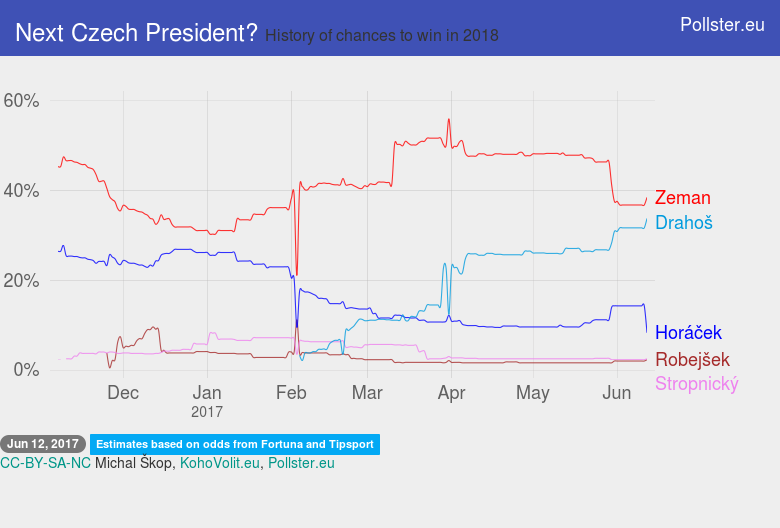 Next Czech President? History of chances to win in 2018
Pollster.eu
60%
40%
20%
0%
Zeman
Drahoš
Horáček
Robejšek
Stropnický
Dec Jan Feb Mar Apr May Jun
2017
Jun 12, 2017 Estimates based on odds from Fortuna and Tipsport
CC-BY-SA-NC Michal Škop, KohoVolit.eu, Pollster.eu